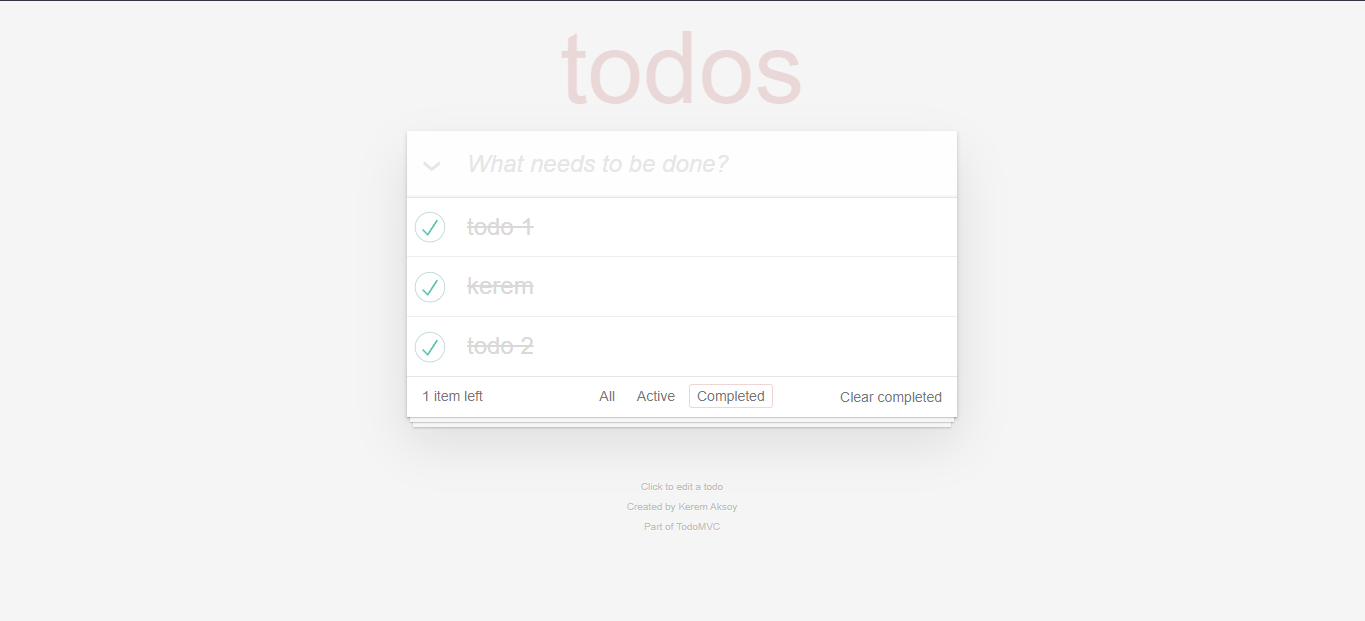 todos
What needs to be done?
todo 1
kerem
todo 2
1 item left All Active Completed Clear completed
Click to edit a todo
Created by Kerem Aksoy
Part of TodoMVC